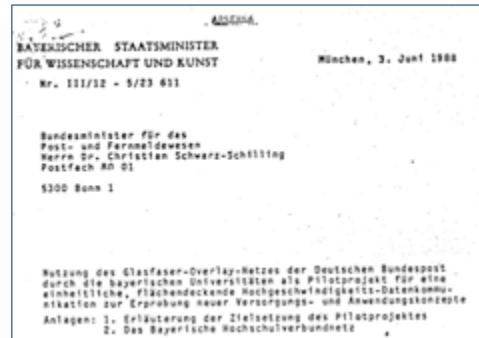 BAYERISCHER STAATSMINISTER
FÜR WISSENSCHAFT UND KUNST
München, 3. Juni 1988
Nr. III/12 - 5/23 611
Bundesminister für das
Post- und Fernmeldewesen
Herrn Dr. Christian Schwarz-Schilling
Postfach 01
5300 Bonn 1
Nutzung des Glasfaser-Overlay-Netzes der Deutschen Bundespost
durch die bayerischen Universitäten als Pilotprojekt für eine
einheitliche, flächendeckende Hochgeschwindigkeits-Datenkommu-
nikation zur Erprobung neuer Versorgungs- und Anwendungskonzepte
Anlagen: 1. Erläuterung der Zielsetzung des Pilotprojektes
2. Das Bayerische Hochschulverbundnetz